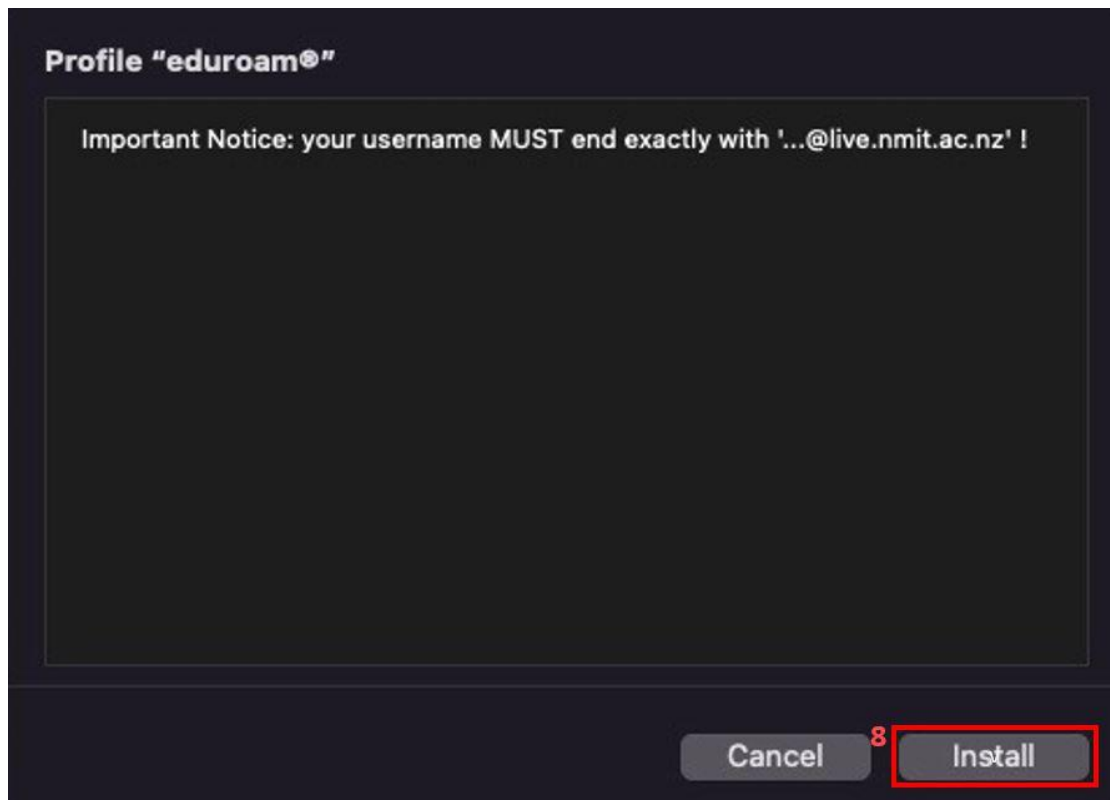 Profile “eduroam®”
Important Notice: your username MUST end exactly with '...@live.nmit.ac.nz' !
Cancel
8
Install